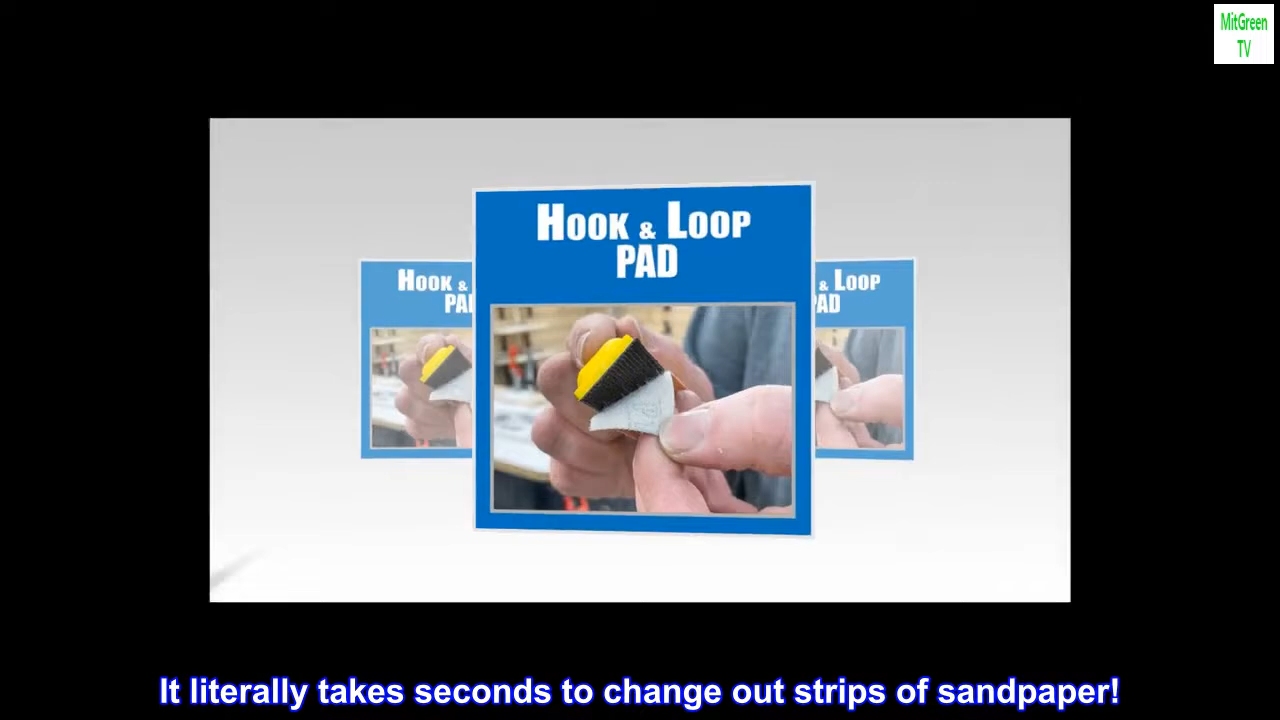 MitGreen
TV
HOOK & LOOP
PAD
HOOK &
PA
& LOOP
PAD
It literally takes seconds to change out strips of sandpaper!